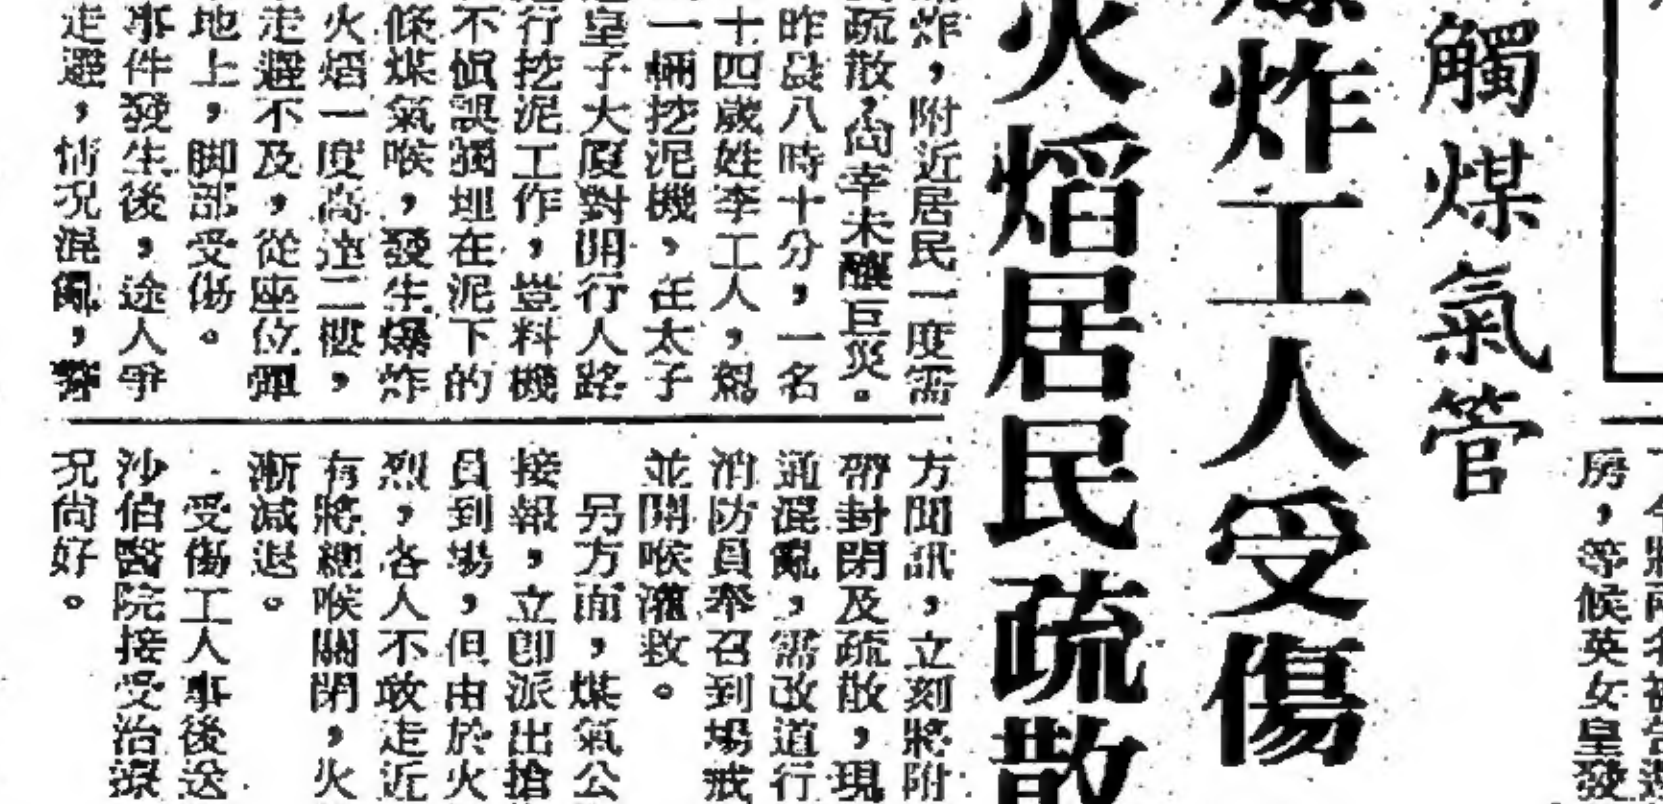 房，等候英女皇發
觸煤氣管
炸工人受傷
火焰居民疏散
炸，附近居民一度需
疏散，尚幸未釀巨災。
昨晨八時十分，一名
十四歲姓李工人，駕
一輛挖泥機，在太子
皇子大廈對開行人路
行挖泥工作，豈料機
不慎誤觸埋在泥下的
條煤氣喉，發生爆炸
火焰一度高達二樓，
走避不及，從座位彈
地上，脚部受傷。
事件發生後，途人爭
走避，情况混亂，警
方聞訊，立刻將附
帶封閉及疏散，現
通混亂，需改道行
消防員奉召到場戒
並開喉灌救。
另方面，煤氣公
接報，立卽派出搶
員到場，但由於火
烈，各人不敢走近
有將總喉關閉，火
漸減退。
受傷工人事後送
沙伯醫院接受治療
况尚好。